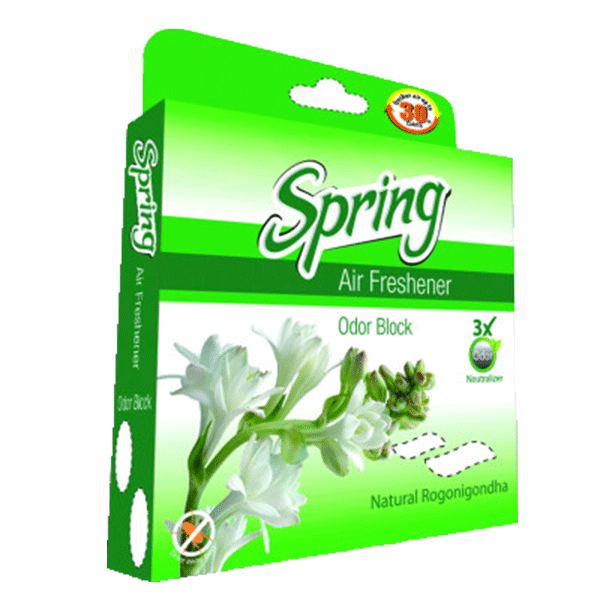 30
Spring
Air Freshener
Odor Block
3X
Odor
Neutralizer
Natural Rogonigondha
Spring
Air Freshener
Odor Block